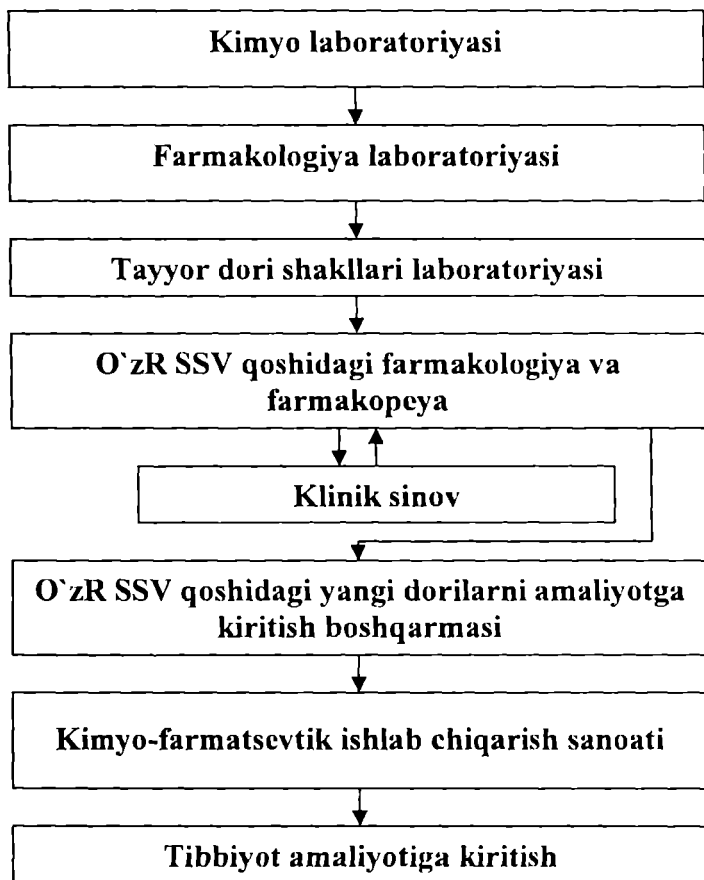 Kimyo laboratoriyasi
Farmakologiya laboratoriyasi
Tayyor dori shakllari laboratoriyasi
O`zR SSV qoshidagi farmakologiya va
farmakopeya
Klinik sinov
O`zR SSV qoshidagi yangi dorilarni amaliyotga
kiritish boshqarmasi
Kimyo-farmatsevtik ishlab chiqarish sanoati
Tibbiyot amaliyotiga kiritish